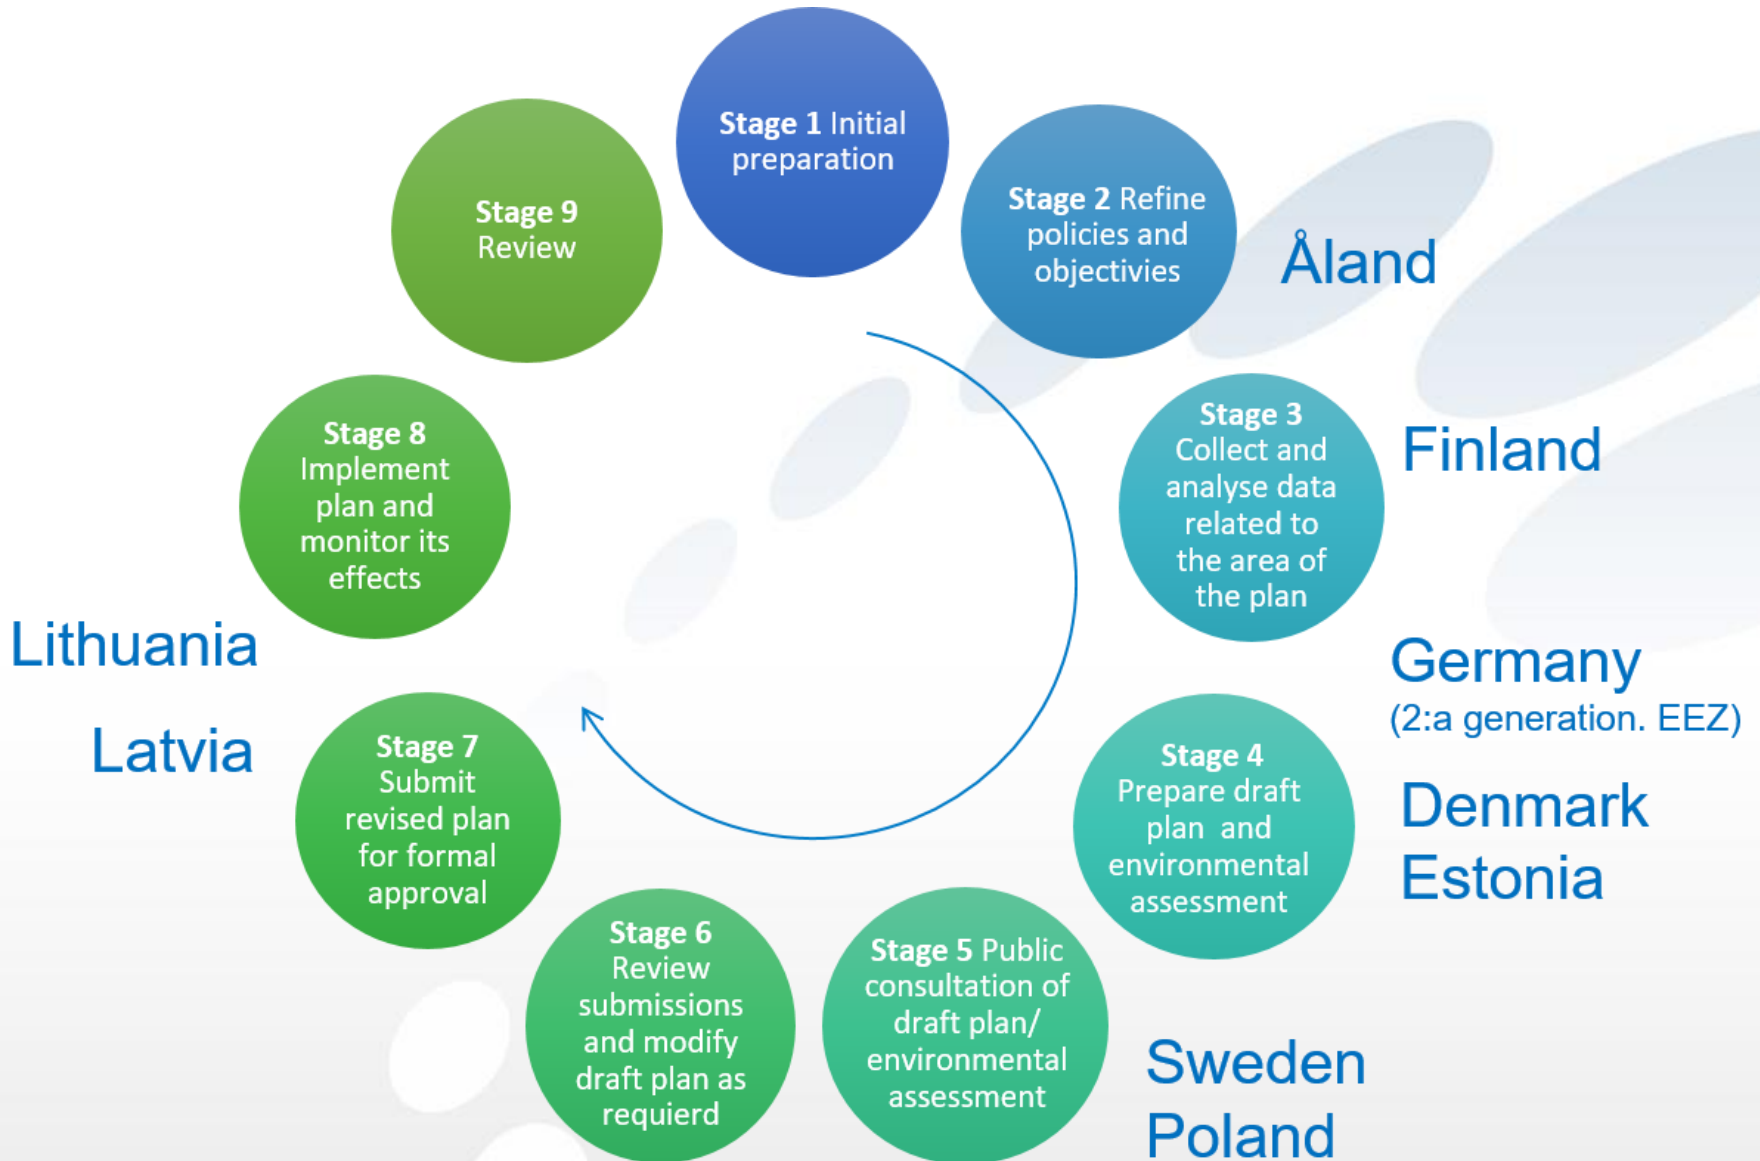 Stage 1 Initial
preparation
Stage 2 Refine
policies and
objectivies
Åland
Stage 3
Collect and
analyse data
related to
the area of
the plan
Finland
Germany
(2:a generation. EEZ)
Stage 4
Prepare draft
plan and
environmental
assessment
Denmark
Estonia
Stage 5 Public
consultation of
draft plan/
environmental
assessment
Sweden
Poland
Stage 6
Review
submissions
and modify
draft plan as
requierd
Stage 7
Submit
revised plan
for formal
approval
Latvia
Lithuania
Stage 8
Implement
plan and
monitor its
effects
Stage 9
Review